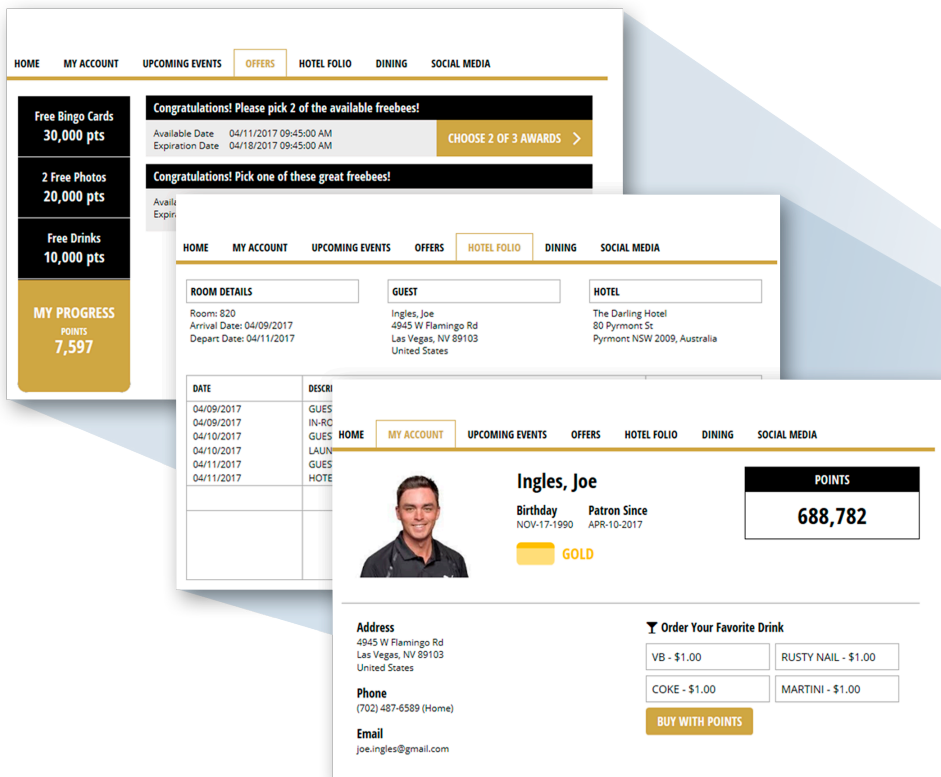 HOME MY ACCOUNT UPCOMING EVENTS OFFERS HOTEL FOLIO DINING SOCIAL MEDIA
Free Bingo Cards
30,000 pts
2 Free Photos
20,000 pts
Free Drinks
10,000 pts
MY PROGRESS
POINTS
7,597
Congratulations! Please pick 2 of the available freebees!
Available Date 04/11/2017 09:45:00 AM
Expiration Date 04/18/2017 09:45:00 AM
CHOOSE 2 OF 3 AWARDS
Congratulations! Pick one of these great freebees!
HOME MY ACCOUNT UPCOMING EVENTS OFFERS HOTEL FOLIO DINING SOCIAL MEDIA
ROOM DETAILS
Room: 820
Arrival Date: 04/09/2017
Depart Date: 04/11/2017
GUEST
Ingles, Joe
4945 W Flamingo Rd
Las Vegas, NV 89103
United States
HOTEL
The Darling Hotel
80 Pyrmont St
Pyrmont NSW 2009, Australia
DATE
04/09/2017
04/09/2017
04/10/2017
04/10/2017
04/11/2017
04/11/2017
HOME MY ACCOUNT UPCOMING EVENTS OFFERS HOTEL FOLIO DINING SOCIAL MEDIA
Ingles, Joe
Birthday Patron Since
NOV-17-1990 APR-10-2017
GOLD
POINTS
688,782
Address
4945 W Flamingo Rd
Las Vegas, NV 89103
United States
Phone
(702) 487-6589 (Home)
Email
joe.ingles@gmail.com
Order Your Favorite Drink
VB - $1.00 RUSTY NAIL - $1.00
COKE - $1.00 MARTINI - $1.00
BUY WITH POINTS